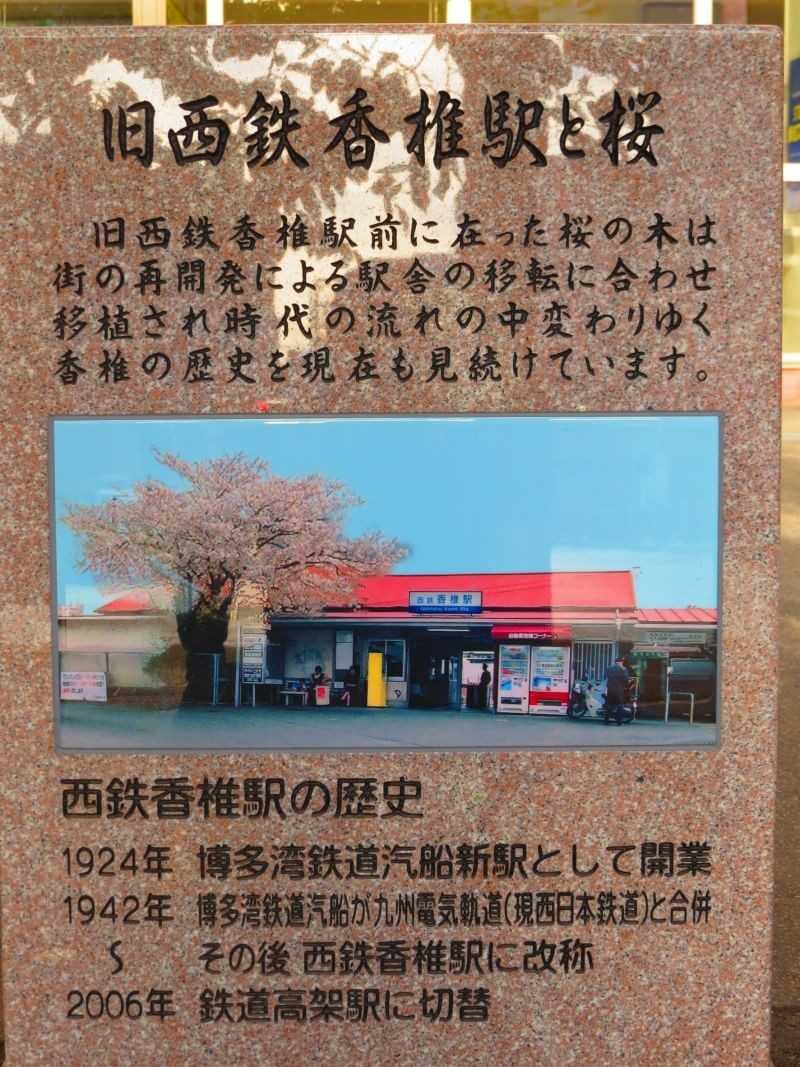 旧西鉄香椎駅と桜
旧西鉄香椎駅前に在った桜の木は
街の再開発による駅舎の移転に合わせ
移植され時代の流れの中変わりゆく
香椎の歴史を現在も見続けています。
西鉄 香椎駅
西鉄香椎駅の歴史
1924年 博多湾鉄道汽船新駅として開業
1942年 博多湾鉄道汽船が九州電気軌道(現西日本鉄道)と合併
〜 その後 西鉄香椎駅に改称
2006年 鉄道高架駅に切替